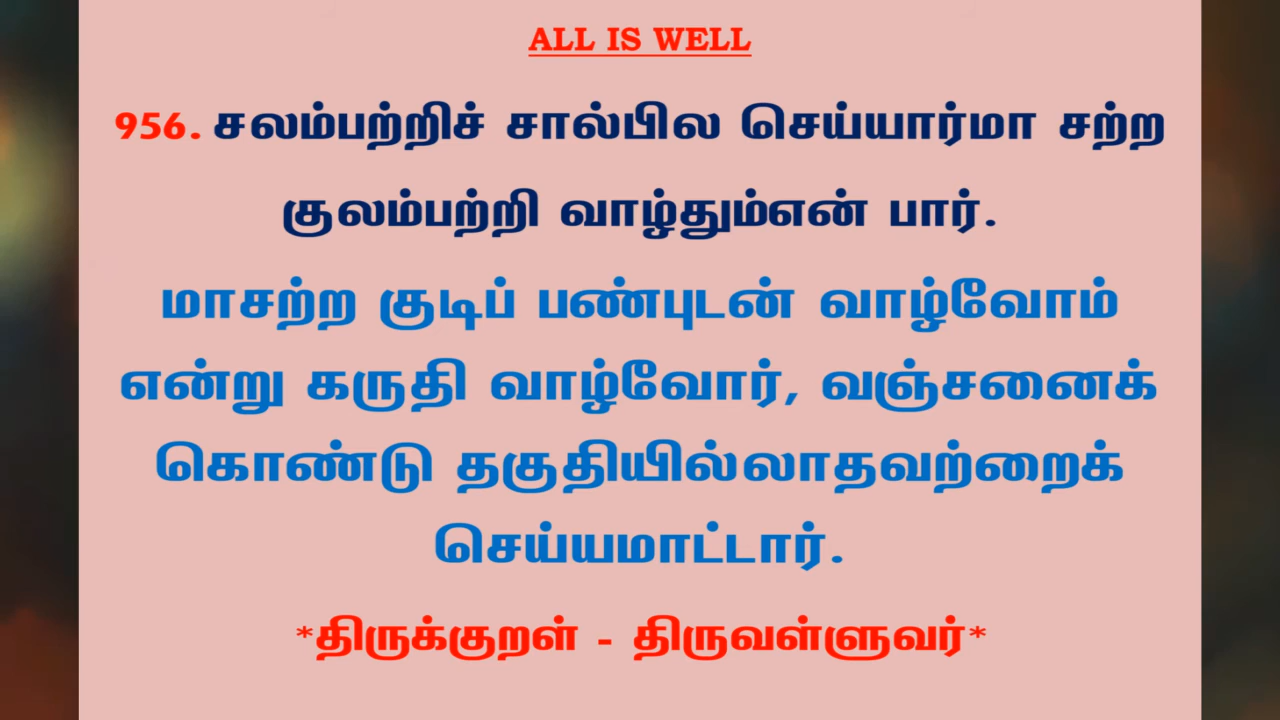 ALL IS WELL
956. சலம்பற்றிச் சால்பில செய்யார்மா சற்ற
குலம்பற்றி வாழ்தும்என் பார்.
மாசற்ற குடிப் பண்புடன் வாழ்வோம்
என்று கருதி வாழ்வோர், வஞ்சனைக்
கொண்டு தகுதியில்லாதவற்றைக்
செய்யமாட்டார்.
*திருக்குறள் - திருவள்ளுவர்*